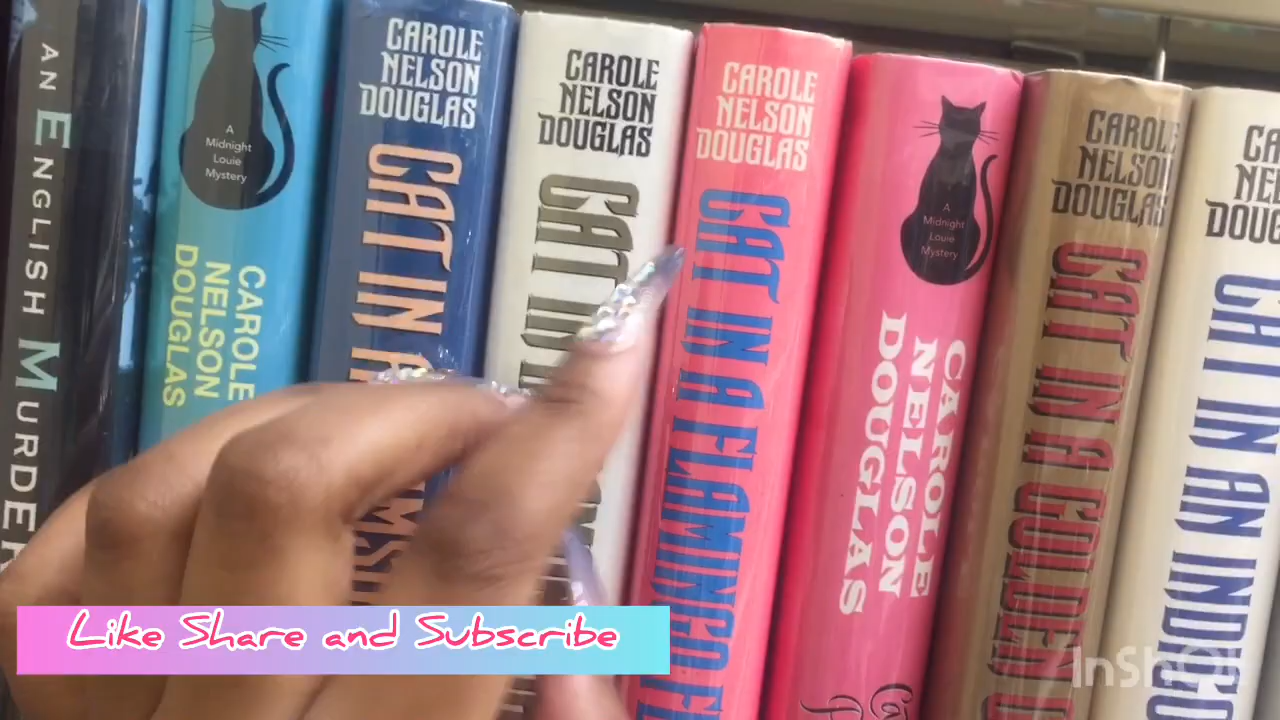 AN ENGLISH MURDER
A
Midnight
Louie
Mystery
CAROLE
NELSON
DOUGLAS
CAROLE
NELSON
DOUGLAS
CAT IN A
CAROLE
NELSON
DOUGLAS
CAT IN
CAROLE
NELSON
DOUGLAS
CAT IN A FLAMINGO
A
Midnight
Louie
Mystery
CAROLE
NELSON
DOUGLAS
CAROLE
NELSON
DOUGLAS
CAT IN A GOLDEN
CAT IN AN INDIGO
Like Share and Subscribe
InShOt